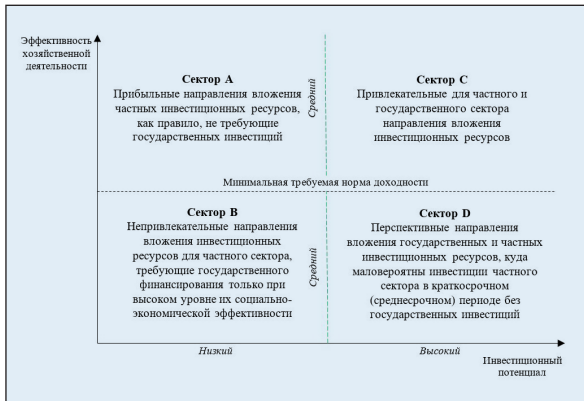 Эффективность
хозяйственной
деятельности
Сектор А
Прибыльные направления вложения
частных инвестиционных ресурсов,
как правило, не требующие
государственных инвестиций
Средний
Сектор С
Привлекательные для частного и
государственного сектора
направления вложения
инвестиционных ресурсов
Минимальная требуемая норма доходности
Сектор В
Непривлекательные направления
вложения инвестиционных
ресурсов для частного сектора,
требующие государственного
финансирования только при
высоком уровне их социально-
экономической эффективности
Средний
Сектор D
Перспективные направления
вложения государственных и частных
инвестиционных ресурсов, куда
маловероятны инвестиции частного
сектора в краткосрочном
(среднесрочном) периоде без
государственных инвестиций
Низкий
Высокий
Инвестиционный
потенциал